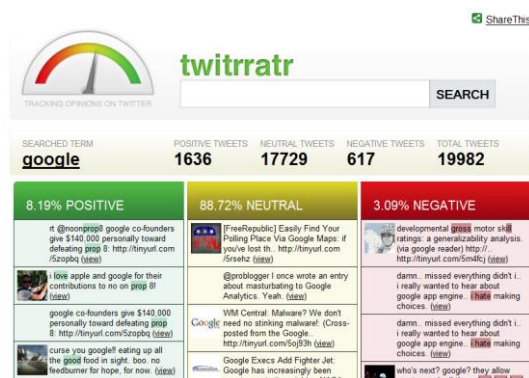 ShareThis
twitrratr
SEARCH
TRACKING OPINIONS ON TWITTER
SEARCHED TERM
google
POSITIVE TWEETS
1636
NEUTRAL TWEETS
17729
NEGATIVE TWEETS
617
TOTAL TWEETS
19982
8.19% POSITIVE
rt @noonprop8 google co-founders
give $140,000 personally toward
defeating prop 8: http://tinyurl.com
/5zopbq (view)
i love apple and google for their
contributions to no on prop 8!
(view)
google co-founders give $140,000
personally toward defeating prop
8: http://tinyurl.com/5zopbq (view)
curse you google!! eating up all
the good food in sight. boo. no
feedburner for hope, for now. (view)
88.72% NEUTRAL
[FreeRepublic] Easily Find Your
Polling Place Via Google Maps: if
you've lost th.. http://tinyurl.com
/5rsehz (view)
@problogger I once wrote an entry
about masturbating to Google
Analytics. Yeah. (view)
Google
WM Central: Malware? We don't
need no stinking malware!: (Cross-
posted from the Google..
http://tinyurl.com/5oj93h (view)
Google Execs Add Fighter Jet:
Google has increasingly been
3.09% NEGATIVE
developmental gross motor skill
ratings: a generalizability analysis.
(via google reader) http://...
http://tinyurl.com/5m4fcj (view)
damn.. missed everything didn't i..
i really wanted to hear about
google app engine.. i hate making
choices. (view)
damn.. missed everything didn't i..
i really wanted to hear about
google app engine.. i hate making
choices. (view)
who's next? google? they allow